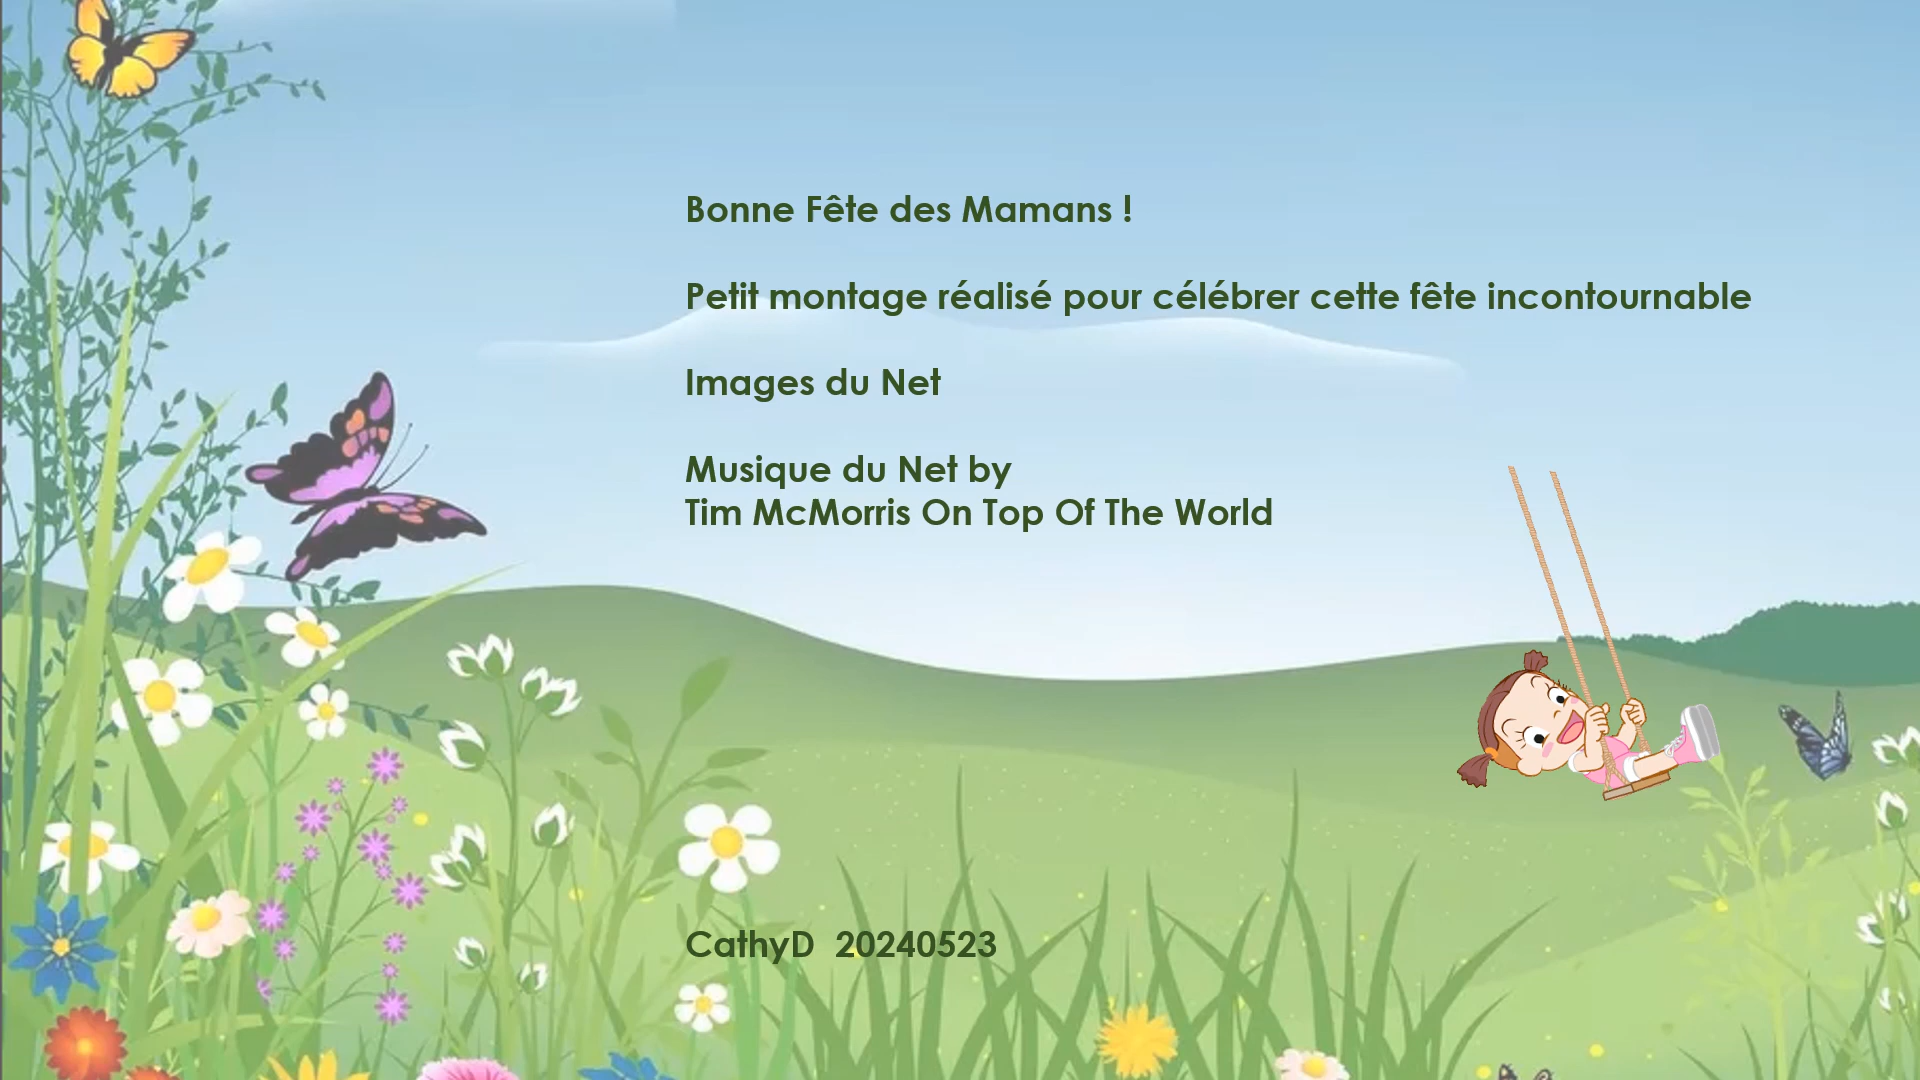 Bonne Fête des Mamans !
Petit montage réalisé pour célébrer cette fête incontournable
Images du Net
Musique du Net by
Tim McMorris On Top Of The World
CathyD  20240523